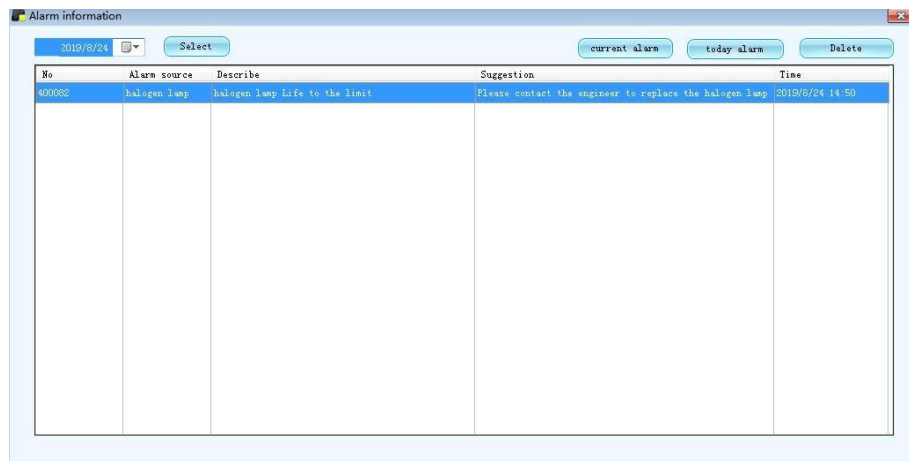 Alarm information
2019/8/24 Select current alarm today alarm Delete
No Alarm source Describe Suggestion Time
400082 halogen lamp halogen lamp Life to the limit Please contact the engineer to replace the halogen lamp 2019/8/24 14:50